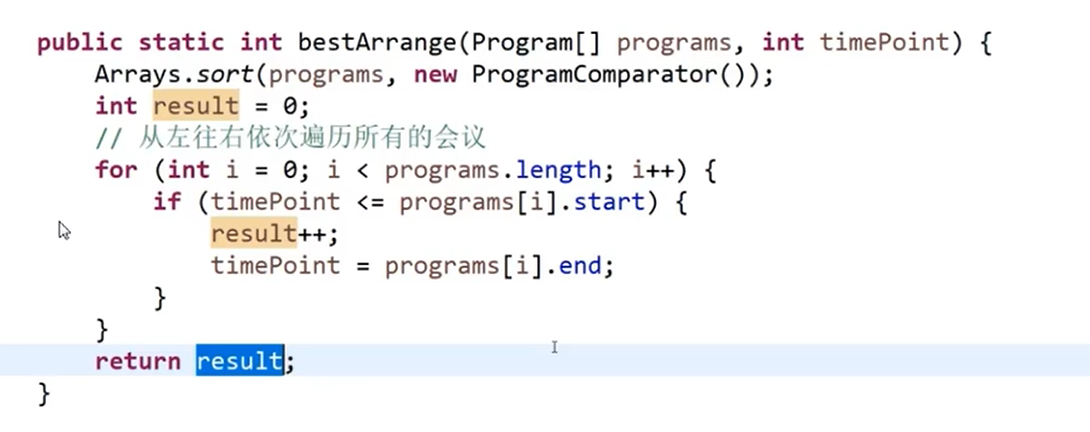 public static int bestArrange(Program[] programs, int timePoint) {
    Arrays.sort(programs, new ProgramComparator());
    int result = 0;
    // 从左往右依次遍历所有的会议
    for (int i = 0; i < programs.length; i++) {
        if (timePoint <= programs[i].start) {
            result++;
            timePoint = programs[i].end;
        }
    }
    return result;
}